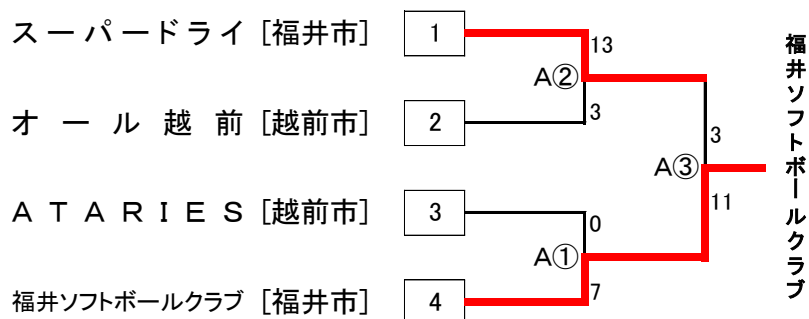 スーパードライ [福井市] 1
13
A②
オール越前 [越前市] 2
3
3
A③
11
ATARIES [越前市] 3
0
A①
福井ソフトボールクラブ [福井市] 4
7
福井ソフトボールクラブ